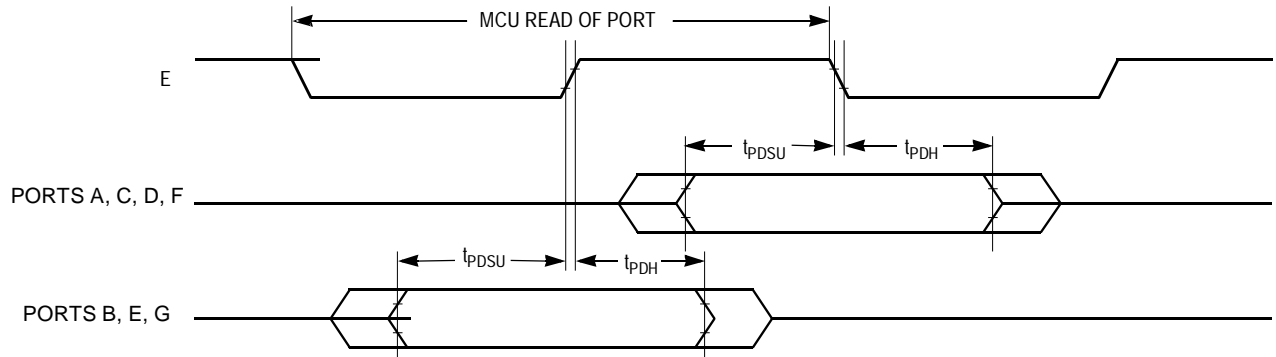 MCU READ OF PORT
E
tPDSU tPDH
PORTS A, C, D, F
tPDSU tPDH
PORTS B, E, G